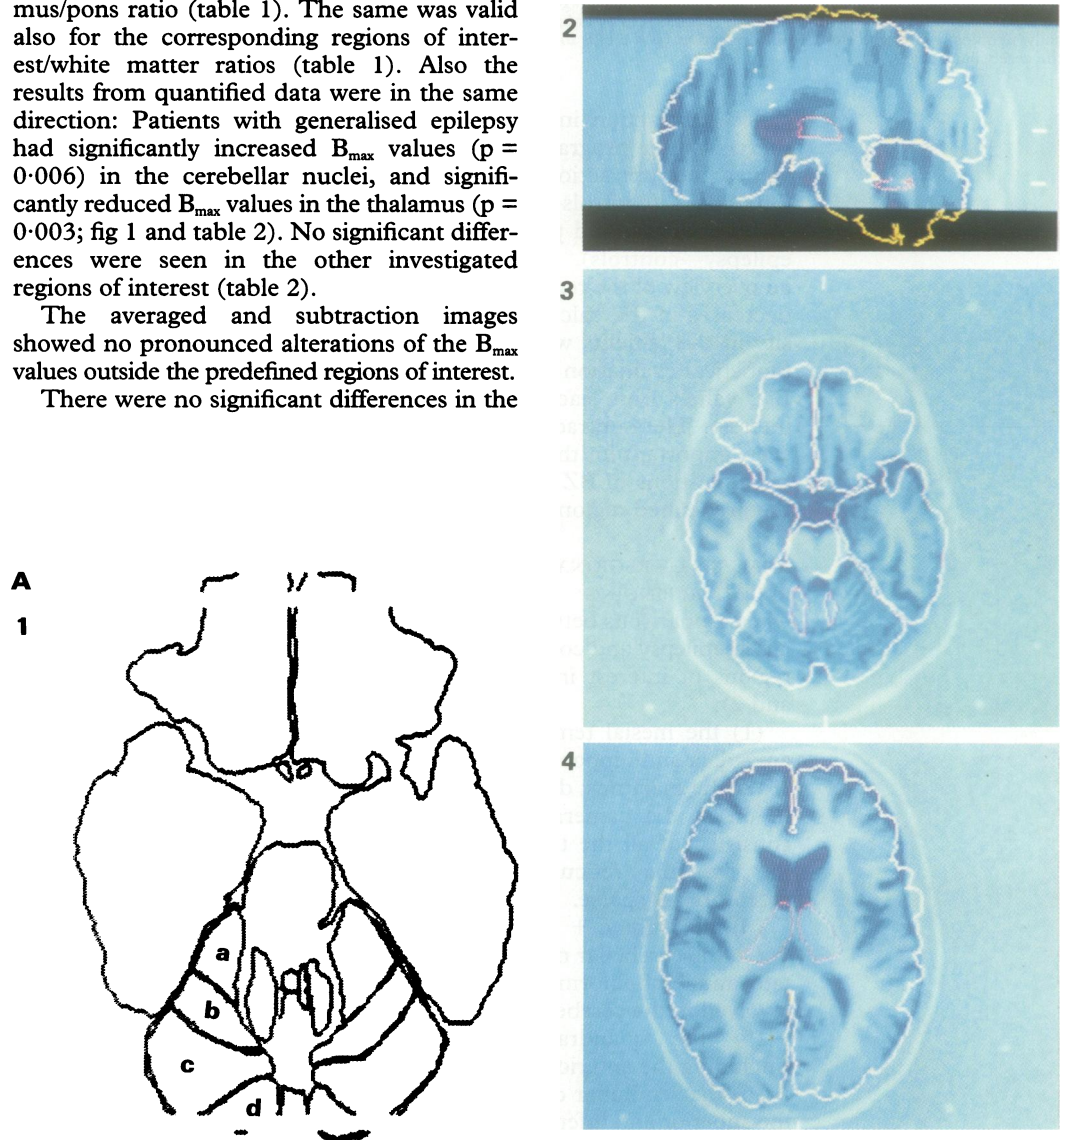 mus/pons ratio (table 1). The same was valid
also for the corresponding regions of inter-
est/white matter ratios (table 1). Also the
results from quantified data were in the same
direction: Patients with generalised epilepsy
had significantly increased Bmax values (p =
0·006) in the cerebellar nuclei, and signifi-
cantly reduced Bmax values in the thalamus (p =
0·003; fig 1 and table 2). No significant differ-
ences were seen in the other investigated
regions of interest (table 2).
The averaged and subtraction images
showed no pronounced alterations of the Bmax
values outside the predefined regions of interest.
There were no significant differences in the
A
1
a
b
c
d
2
3
4